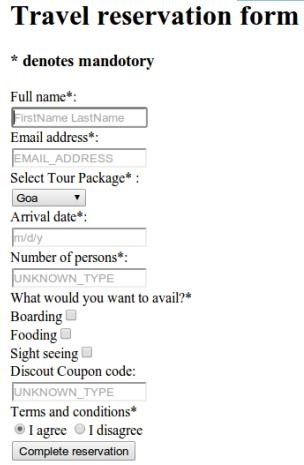 Travel reservation form
* denotes mandotory
Full name*:
FirstName LastName
Email address*:
EMAIL_ADDRESS
Select Tour Package* :
Goa
Arrival date*:
m/d/y
Number of persons*:
UNKNOWN_TYPE
What would you want to avail?*
Boarding
Fooding
Sight seeing
Discout Coupon code:
UNKNOWN_TYPE
Terms and conditions*
I agree I disagree
Complete reservation